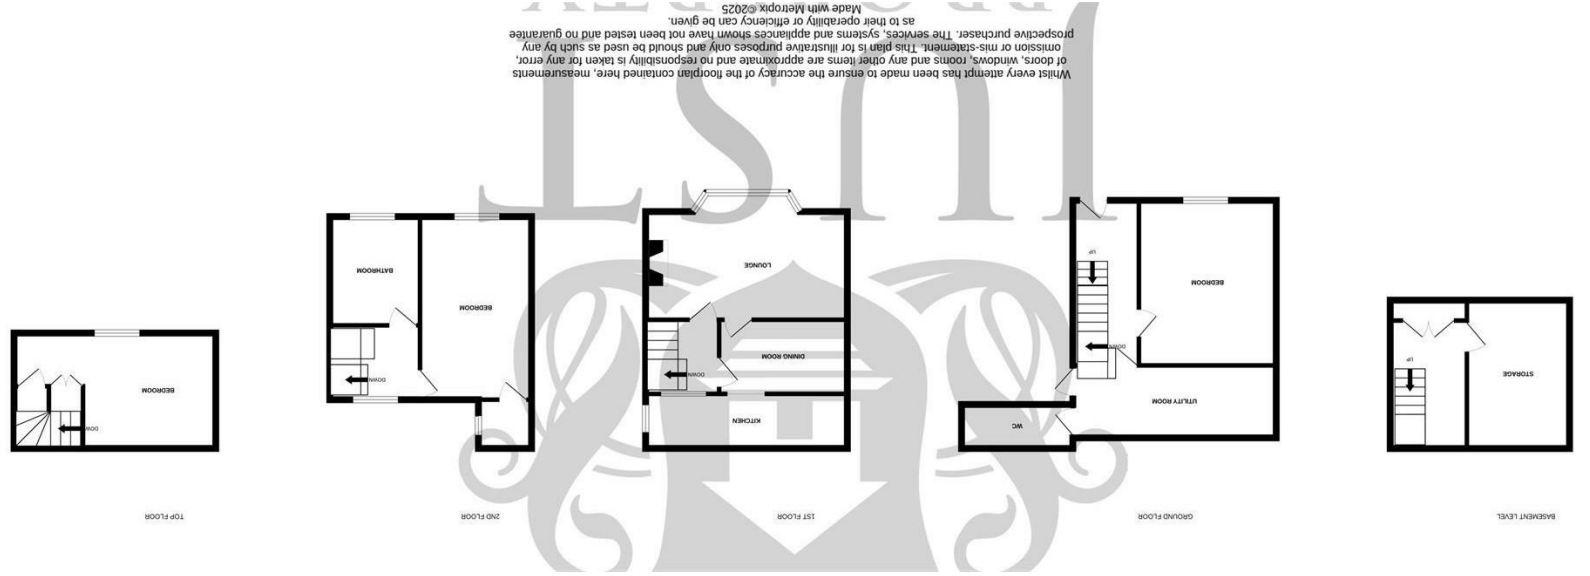 BASEMENT LEVEL
STORAGE
UP
GROUND FLOOR
WC
UTILITY ROOM
DOWN
BEDROOM
UP
1ST FLOOR
KITCHEN
DOWN
DINING ROOM
LOUNGE
2ND FLOOR
DOWN
BEDROOM
BATHROOM
TOP FLOOR
DOWN
BEDROOM
JUST
Whilst every attempt has been made to ensure the accuracy of the floorplan contained here, measurements
of doors, windows, rooms and any other items are approximate and no responsibility is taken for any error,
omission or mis-statement. This plan is for illustrative purposes only and should be used as such by any
prospective purchaser. The services, systems and appliances shown have not been tested and no guarantee
as to their operability or efficiency can be given.
Made with Metropix ©2025